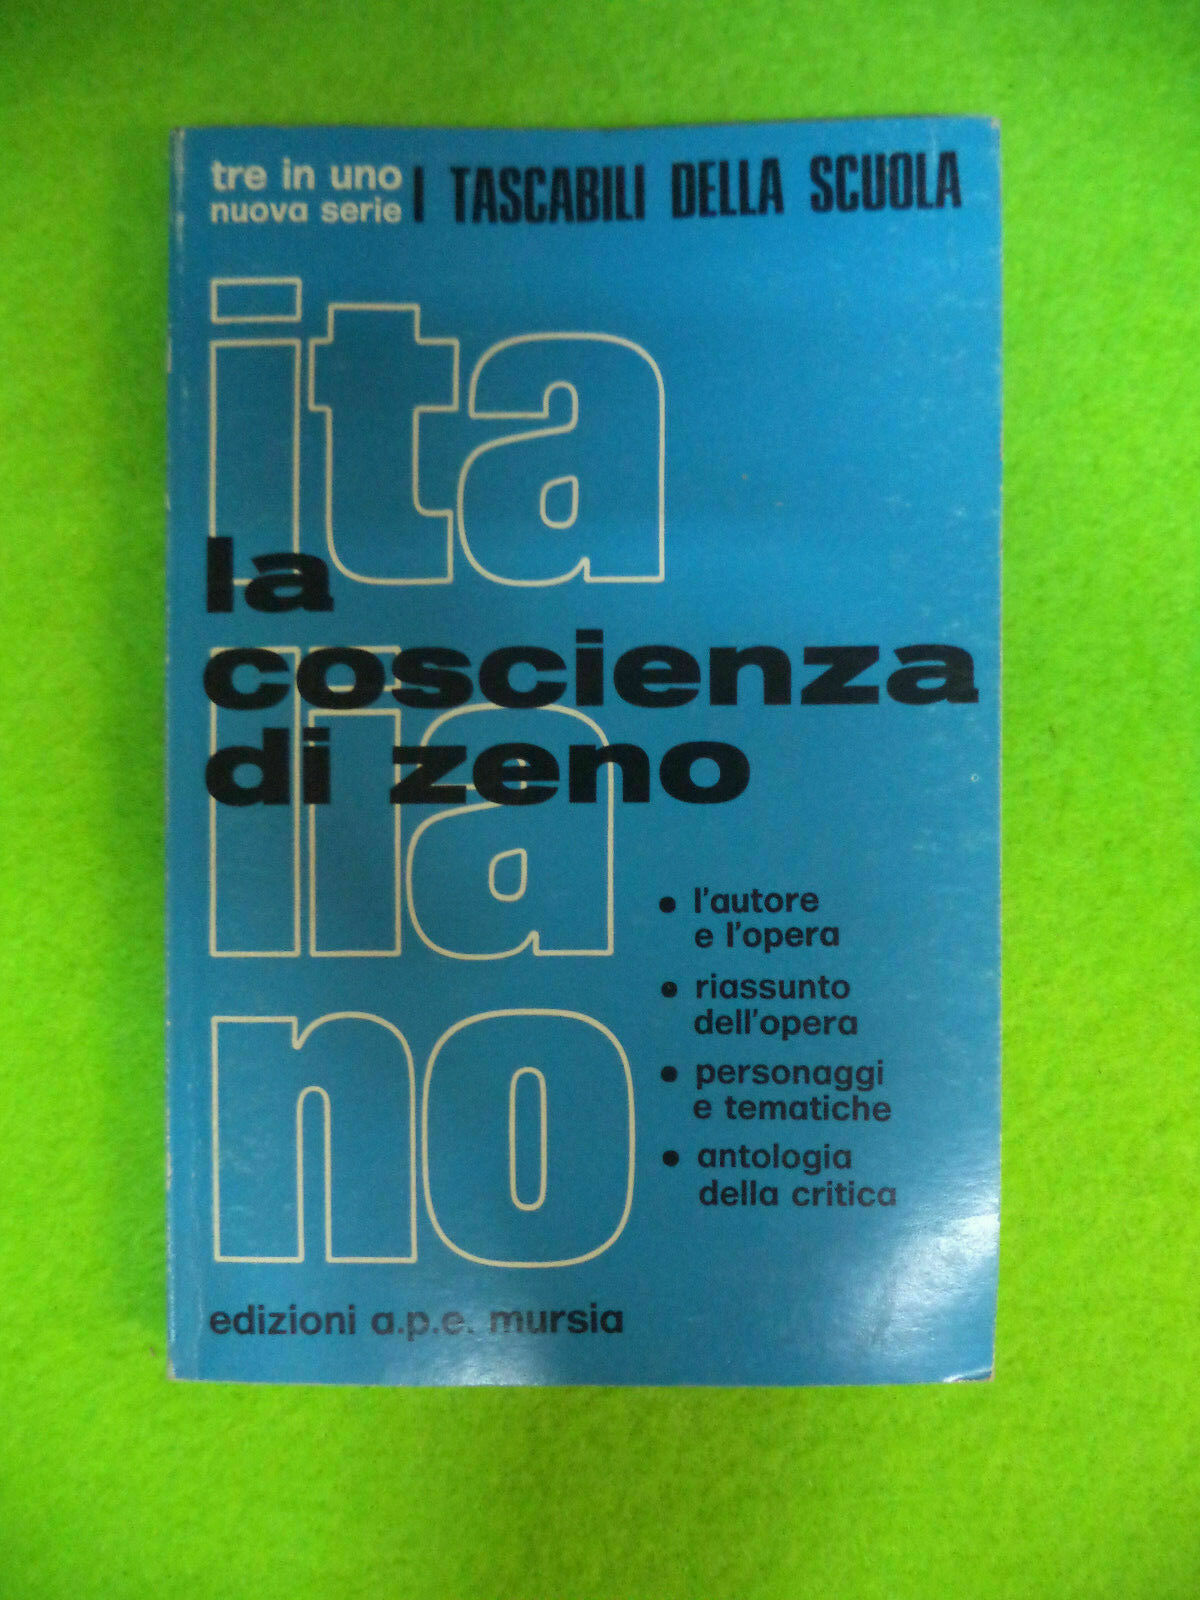 tre in uno
nuova serie
I TASCABILI DELLA SCUOLA
ita
lia
no
la
coscienza
di zeno
• l'autore
e l'opera
• riassunto
dell'opera
• personaggi
e tematiche
• antologia
della critica
edizioni a.p.e. mursia